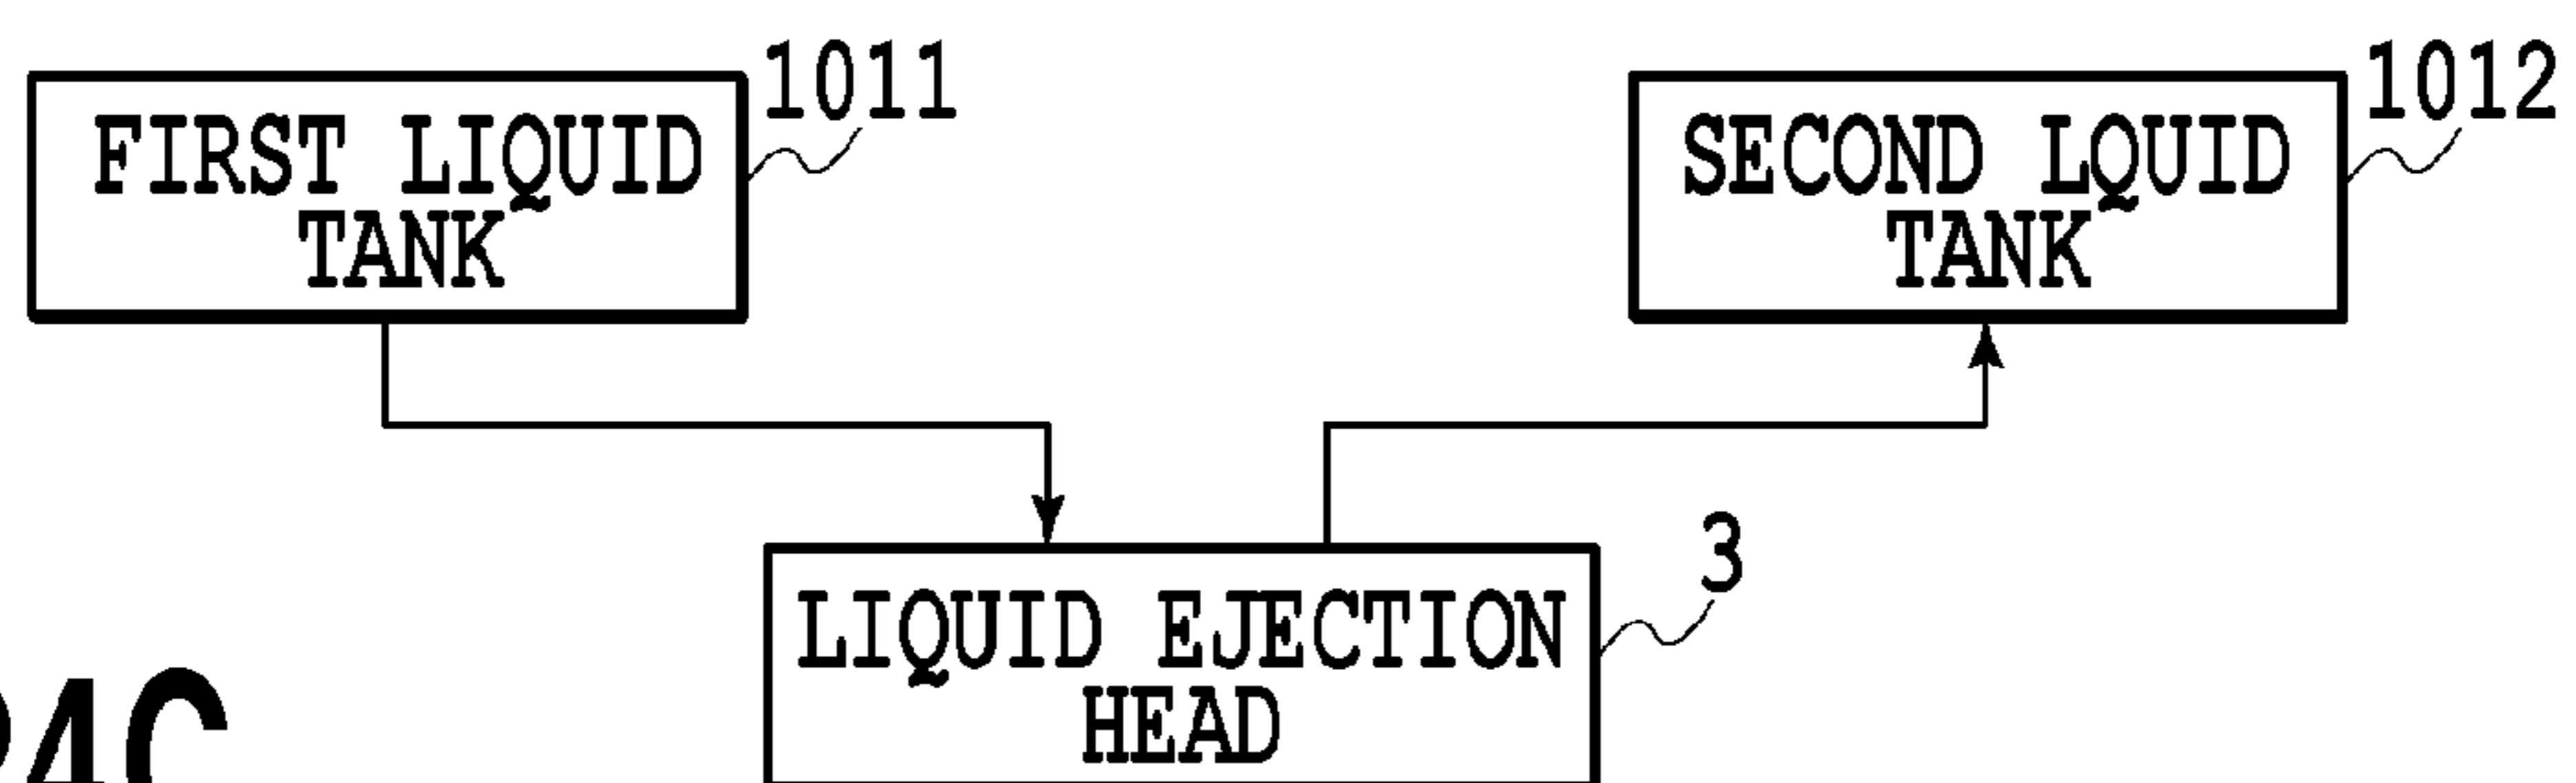 1011
1012
FIRST LIQUID
TANK
SECOND LQUID
TANK
3
LIQUID EJECTION
HEAD